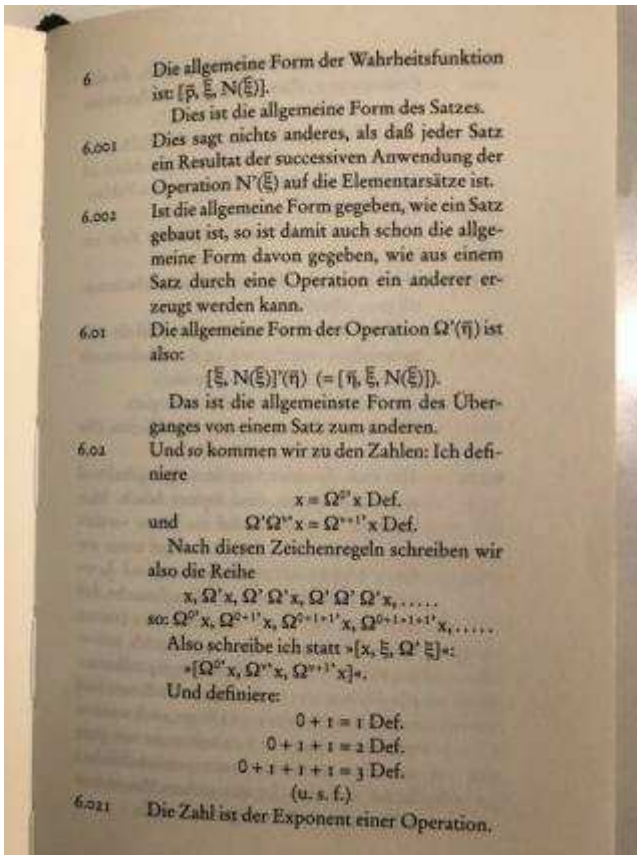 6 Die allgemeine Form der Wahrheitsfunktion
ist: [p̄, ξ̄, N(ξ̄)].
Dies ist die allgemeine Form des Satzes.
6.001 Dies sagt nichts anderes, als daß jeder Satz
ein Resultat der successiven Anwendung der
Operation N’(ξ̄) auf die Elementarsätze ist.
6.002 Ist die allgemeine Form gegeben, wie ein Satz
gebaut ist, so ist damit auch schon die allge-
meine Form davon gegeben, wie aus einem
Satz durch eine Operation ein anderer er-
zeugt werden kann.
6.01 Die allgemeine Form der Operation Ω’(η̄) ist
also:
[ξ̄, N(ξ̄)]’(η̄) (= [η̄, ξ̄, N(ξ̄)]).
Das ist die allgemeinste Form des Über-
ganges von einem Satz zum anderen.
6.02 Und so kommen wir zu den Zahlen: Ich defi-
niere
x = Ω⁰’x Def.
und Ω’Ωᵛ’x = Ωᵛ⁺¹’x Def.
Nach diesen Zeichenregeln schreiben wir
also die Reihe
x, Ω’x, Ω’ Ω’x, Ω’ Ω’ Ω’x, . . . . .
so: Ω⁰’x, Ω⁰⁺¹’x, Ω⁰⁺¹⁺¹’x, Ω⁰⁺¹⁺¹⁺¹’x, . . . . .
Also schreibe ich statt »[x, ξ, Ω’ ξ]«:
»[Ω⁰’x, Ωᵛ’x, Ωᵛ⁺¹’x]«.
Und definiere:
0 + 1 = 1 Def.
0 + 1 + 1 = 2 Def.
0 + 1 + 1 + 1 = 3 Def.
(u. s. f.)
6.021 Die Zahl ist der Exponent einer Operation.